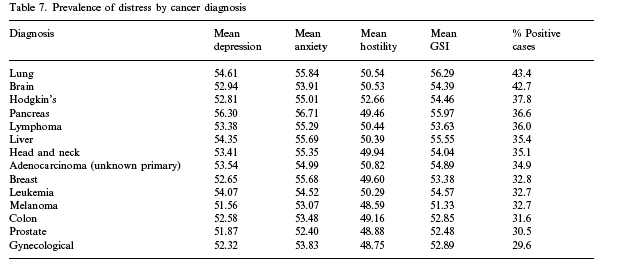 Table 7. Prevalence of distress by cancer diagnosis
Diagnosis Mean depression Mean anxiety Mean hostility Mean GSI % Positive cases
Lung 54.61 55.84 50.54 56.29 43.4
Brain 52.94 53.91 50.53 54.39 42.7
Hodgkin's 52.81 55.01 52.66 54.46 37.8
Pancreas 56.30 56.71 49.46 55.97 36.6
Lymphoma 53.38 55.29 50.44 53.63 36.0
Liver 54.35 55.69 50.39 55.55 35.4
Head and neck 53.41 55.35 49.94 54.04 35.1
Adenocarcinoma (unknown primary) 53.54 54.99 50.82 54.89 34.9
Breast 52.65 55.68 49.60 53.38 32.8
Leukemia 54.07 54.52 50.29 54.57 32.7
Melanoma 51.56 53.07 48.59 51.33 32.7
Colon 52.58 53.48 49.16 52.85 31.6
Prostate 51.87 52.40 48.88 52.48 30.5
Gynecological 52.32 53.83 48.75 52.89 29.6